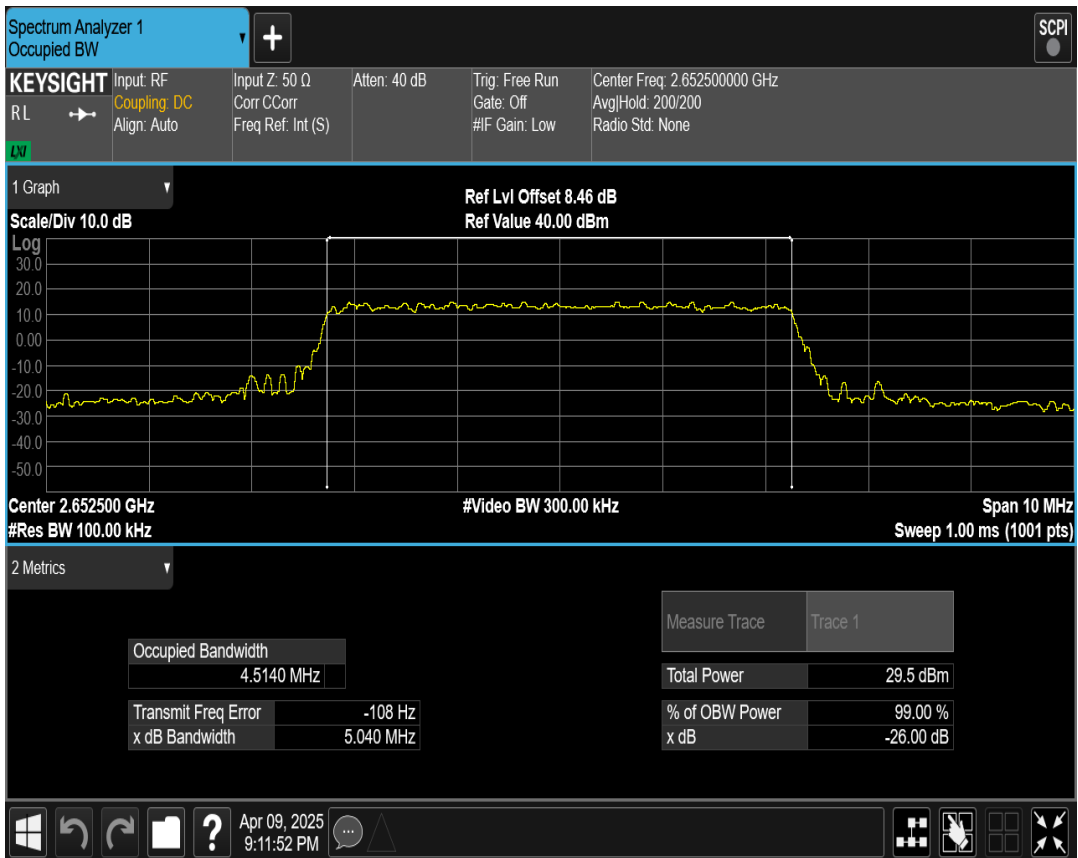 Spectrum Analyzer 1
Occupied BW
SCPI
KEYSIGHT
R L
LXI
Input: RF
Coupling: DC
Align: Auto
Input Z: 50 Ω
Corr CCorr
Freq Ref: Int (S)
Atten: 40 dB
Trig: Free Run
Gate: Off
#IF Gain: Low
Center Freq: 2.652500000 GHz
Avg|Hold: 200/200
Radio Std: None
1 Graph
Scale/Div 10.0 dB
Ref Lvl Offset 8.46 dB
Ref Value 40.00 dBm
Log
30.0
20.0
10.0
0.00
-10.0
-20.0
-30.0
-40.0
-50.0
Center 2.652500 GHz
#Res BW 100.00 kHz
#Video BW 300.00 kHz
Span 10 MHz
Sweep 1.00 ms (1001 pts)
2 Metrics
Occupied Bandwidth
4.5140 MHz
Transmit Freq Error -108 Hz
x dB Bandwidth 5.040 MHz
Measure Trace Trace 1
Total Power 29.5 dBm
% of OBW Power 99.00 %
x dB -26.00 dB
?
Apr 09, 2025
9:11:52 PM